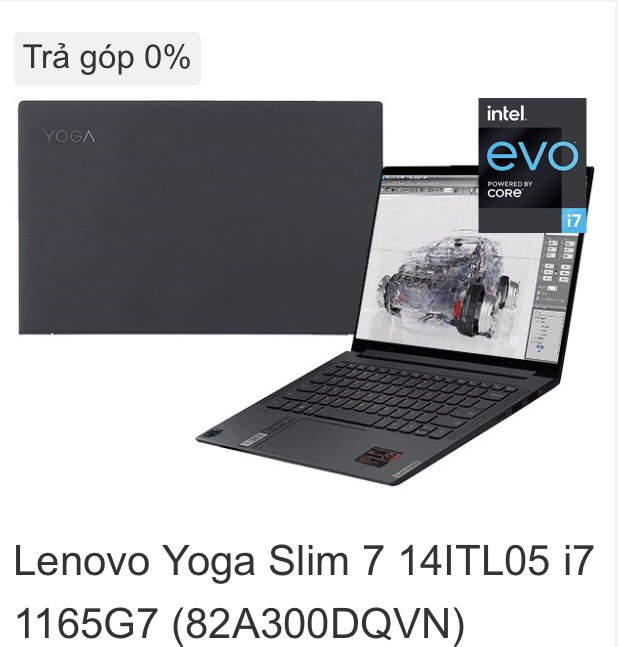 Trả góp 0%
YOGA
intel.
evo
POWERED BY
CORE
i7
Lenovo Yoga Slim 7 14ITL05 i7
1165G7 (82A300DQVN)